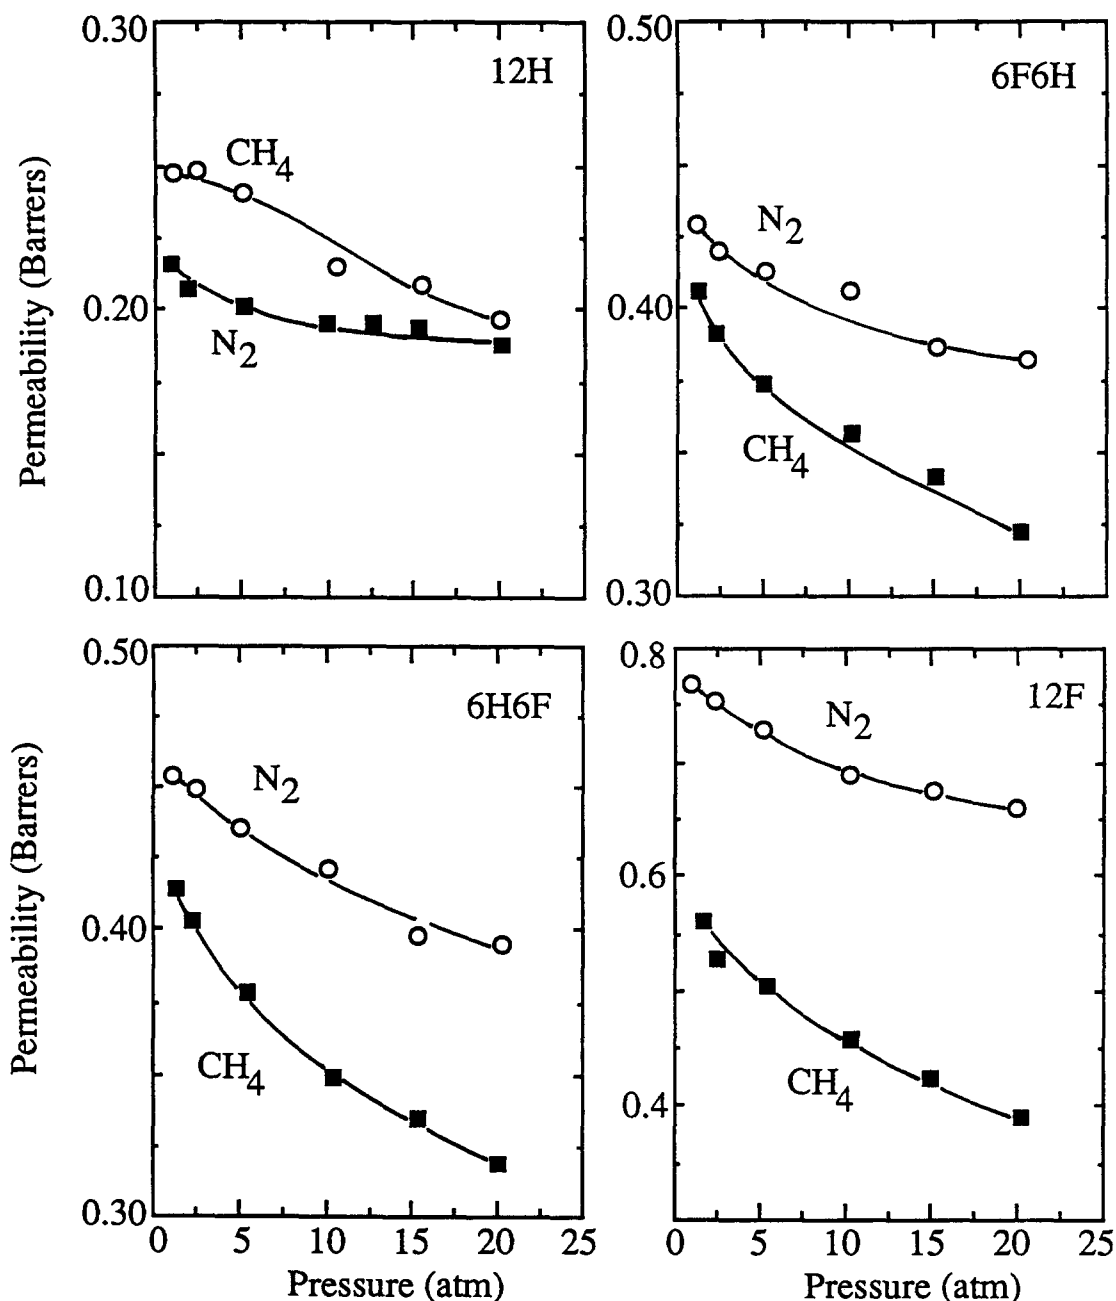 0.30
12H
CH4
0.20
N2
0.10
Permeability (Barrers)
0.50
6F6H
N2
0.40
CH4
0.30
0.50
6H6F
N2
0.40
CH4
0.30
Permeability (Barrers)
0 5 10 15 20 25
Pressure (atm)
0.8
12F
N2
0.6
CH4
0.4
0 5 10 15 20 25
Pressure (atm)